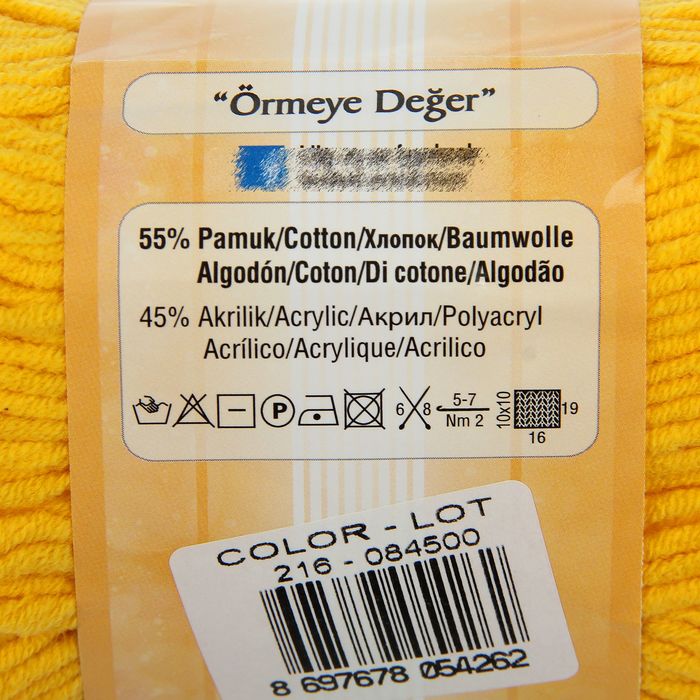 “Örmeye Değer”
55% Pamuk/Cotton/Хлопок/Baumwolle
Algodón/Coton/Di cotone/Algodão
45% Akrilik/Acrylic/Акрил/Polyacryl
Acrílico/Acrylique/Acrilico
P 6 8 5-7 Nm 2 10x10 19
16
COLOR - LOT
216 - 084500
8 697678 054262